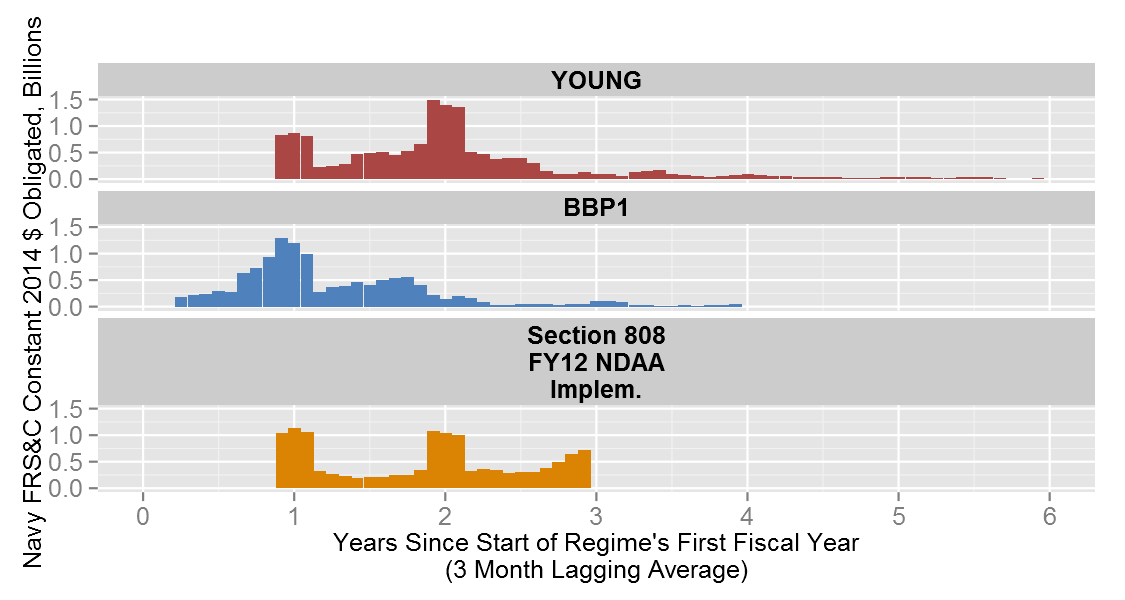 Navy FRS&C Constant 2014 $ Obligated, Billions
YOUNG
1.5
1.0
0.5
0.0
BBP1
1.5
1.0
0.5
0.0
Section 808
FY12 NDAA
Implem.
1.5
1.0
0.5
0.0
0 1 2 3 4 5 6
Years Since Start of Regime's First Fiscal Year
(3 Month Lagging Average)